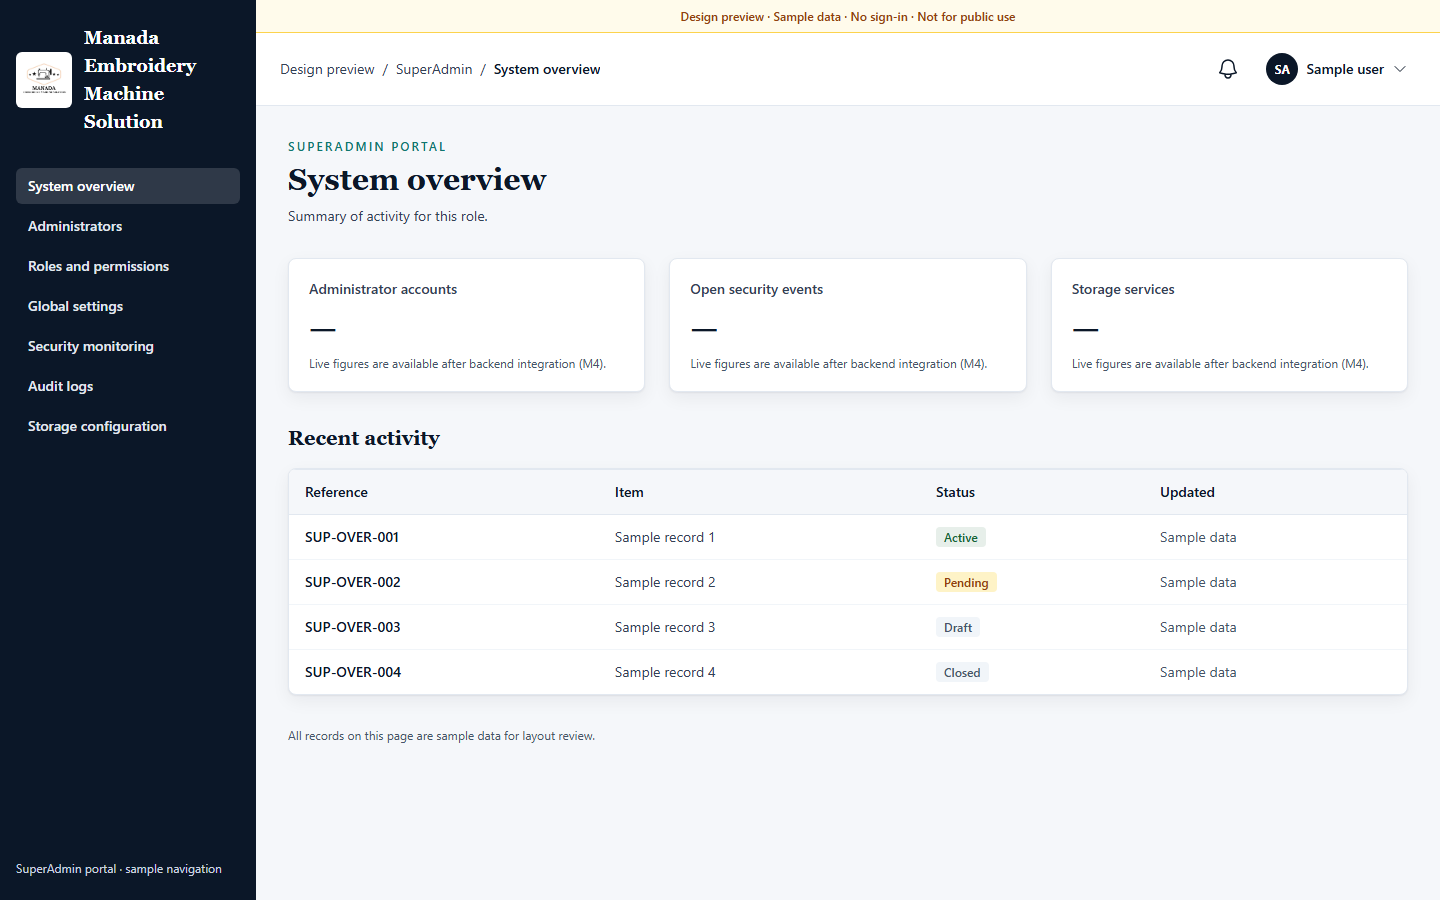 Design preview · Sample data · No sign-in · Not for public use
Manada
Embroidery
Machine
Solution
MANADA
Design preview / SuperAdmin / System overview
SA Sample user
System overview
Administrators
Roles and permissions
Global settings
Security monitoring
Audit logs
Storage configuration
SuperAdmin portal · sample navigation
SUPERADMIN PORTAL
System overview
Summary of activity for this role.
Administrator accounts
—
Live figures are available after backend integration (M4).
Open security events
—
Live figures are available after backend integration (M4).
Storage services
—
Live figures are available after backend integration (M4).
Recent activity
Reference Item Status Updated
SUP-OVER-001 Sample record 1 Active Sample data
SUP-OVER-002 Sample record 2 Pending Sample data
SUP-OVER-003 Sample record 3 Draft Sample data
SUP-OVER-004 Sample record 4 Closed Sample data
All records on this page are sample data for layout review.